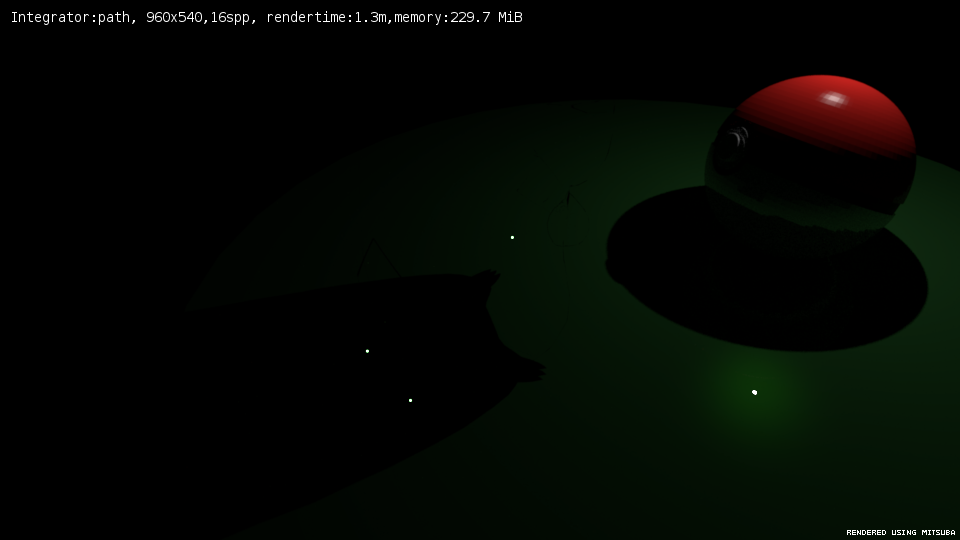 Integrator:path, 960x540,16spp, rendertime:1.3m,memory:229.7 MiB
RENDERED USING MITSUBA